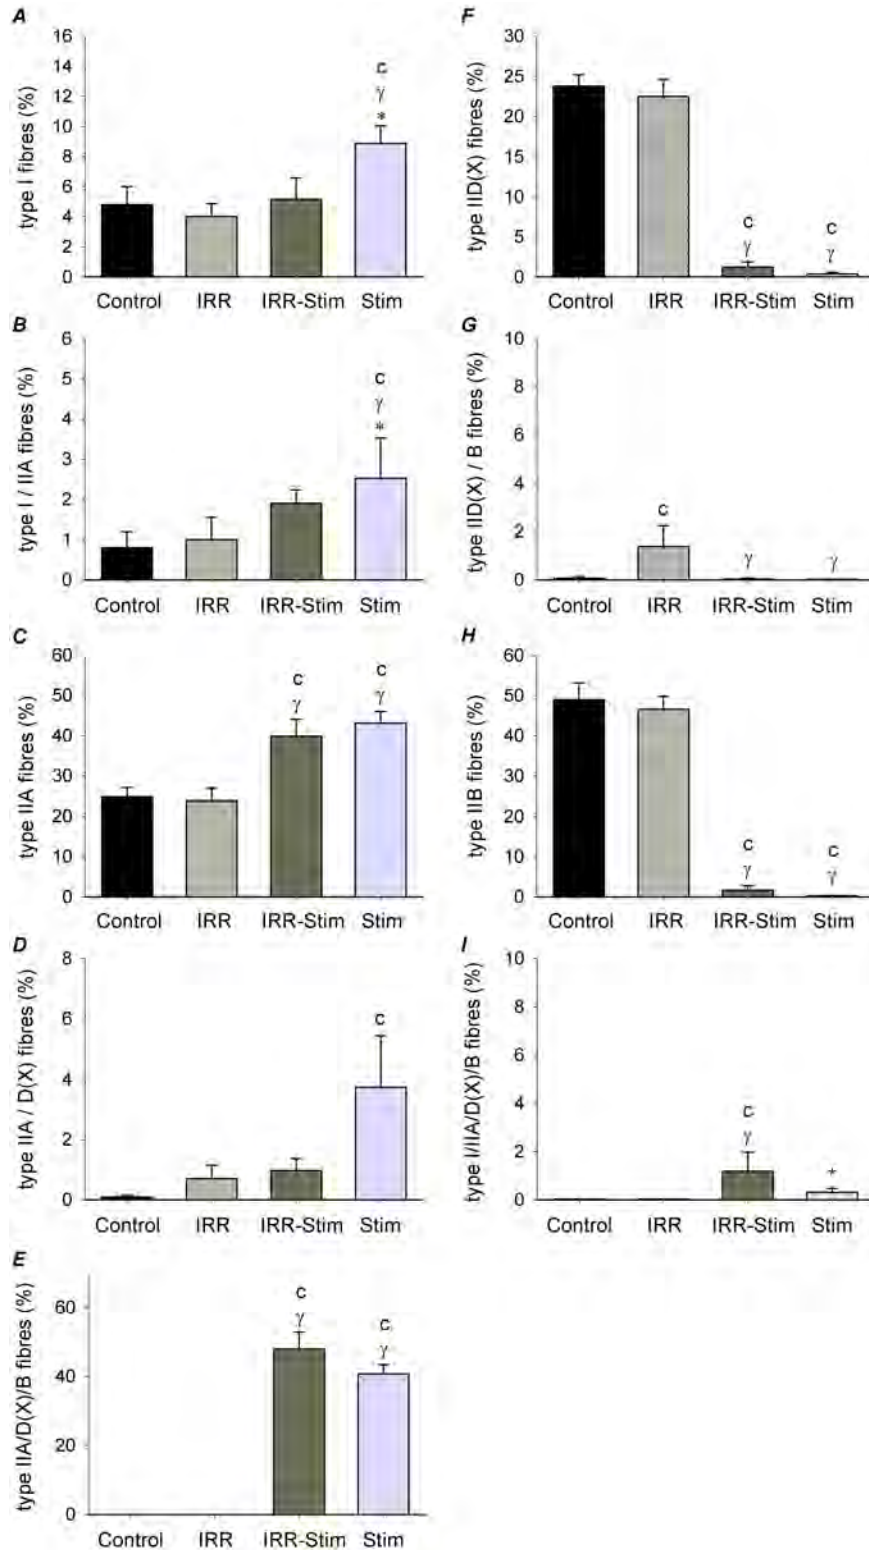 A
type I fibres (%)
16
14
12
10
8
6
4
2
0
c
γ
*
Control IRR IRR-Stim Stim
B
type I / IIA fibres (%)
6
5
4
3
2
1
0
c
γ
*
Control IRR IRR-Stim Stim
C
type IIA fibres (%)
60
50
40
30
20
10
0
c c
γ γ
Control IRR IRR-Stim Stim
D
type IIA / D(X) fibres (%)
8
6
4
2
0
c
Control IRR IRR-Stim Stim
E
type IIA/D(X)/B fibres (%)
60
40
20
0
c c
γ γ
Control IRR IRR-Stim Stim
F
type IID(X) fibres (%)
30
25
20
15
10
5
0
c c
γ γ
Control IRR IRR-Stim Stim
G
type IID(X) / B fibres (%)
10
8
6
4
2
0
c
γ γ
Control IRR IRR-Stim Stim
H
type IIB fibres (%)
60
50
40
30
20
10
0
c c
γ γ
Control IRR IRR-Stim Stim
I
type I/IIA/D(X)/B fibres (%)
10
8
6
4
2
0
c
γ
Control IRR IRR-Stim Stim